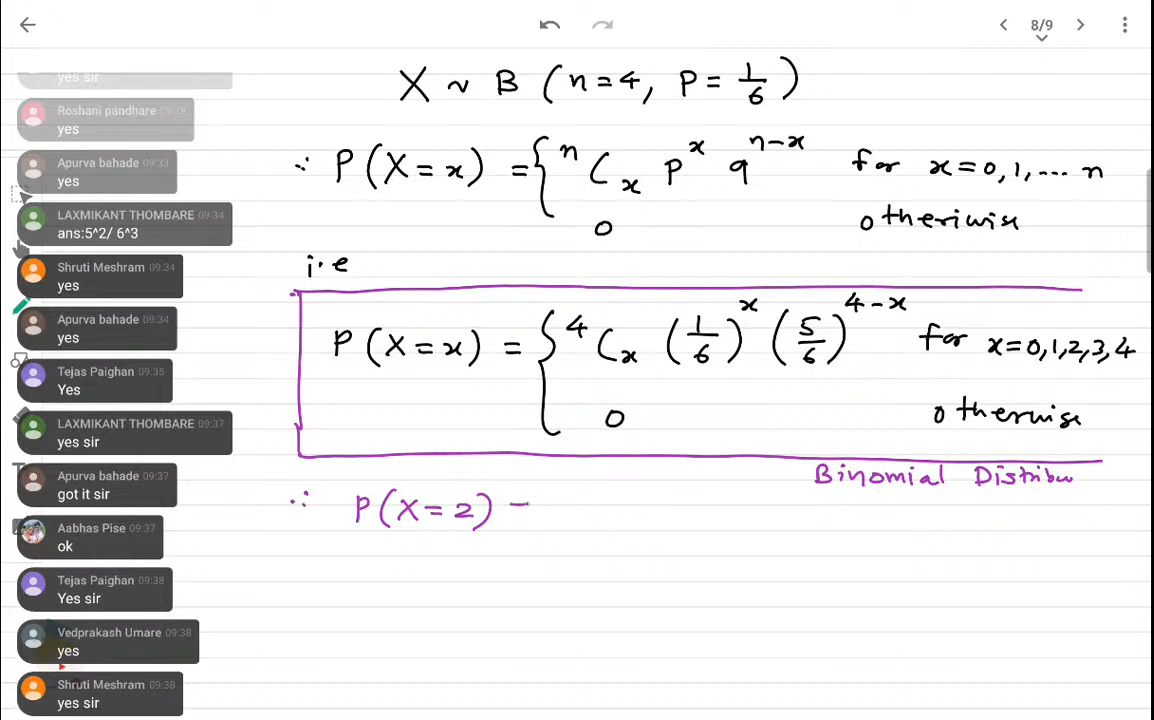 8/9
yes sir
Roshani pandhare 09:29
yes
Apurva bahade 09:33
yes
LAXMIKANT THOMBARE 09:34
ans:5^2/ 6^3
Shruti Meshram 09:34
yes
Apurva bahade 09:34
yes
Tejas Paighan 09:35
Yes
LAXMIKANT THOMBARE 09:37
yes sir
Apurva bahade 09:37
got it sir
Aabhas Pise 09:37
ok
Tejas Paighan 09:38
Yes sir
Vedprakash Umare 09:38
yes
Shruti Meshram 09:38
yes sir
X ~ B (n=4, P = 1/6)
∴ P(X=x) = { ⁿCₓ pˣ qⁿ⁻ˣ for x=0,1,... n
0 otheriwise
i.e
P(X=x) = { ⁴Cₓ (1/6)ˣ (5/6)⁴⁻ˣ for x=0,1,2,3,4
0 otherwise
Binomial Distribu
∴ P(X=2) -